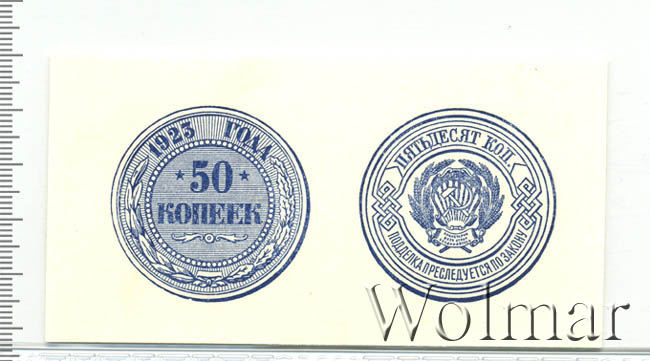 1923 ГОДА
50
КОПЕЕК
ПЯТЬДЕСЯТ КОП.
ПОДДЕЛКА ПРЕСЛЕДУЕТСЯ ПО ЗАКОНУ
Wolmar